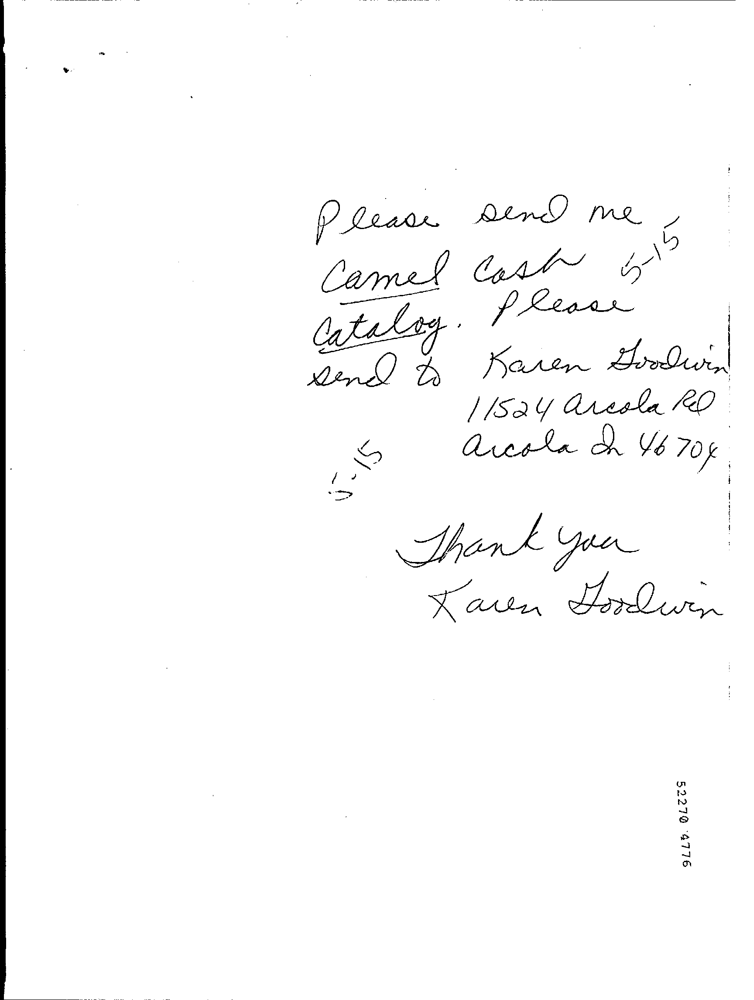 Please send me
Camel Cash 5-15
Catalog. Please
send to Karen Goodwin
11524 Arcola Rd
Arcola In 46704
5-15
Thank you
Karen Goodwin
52270 4776